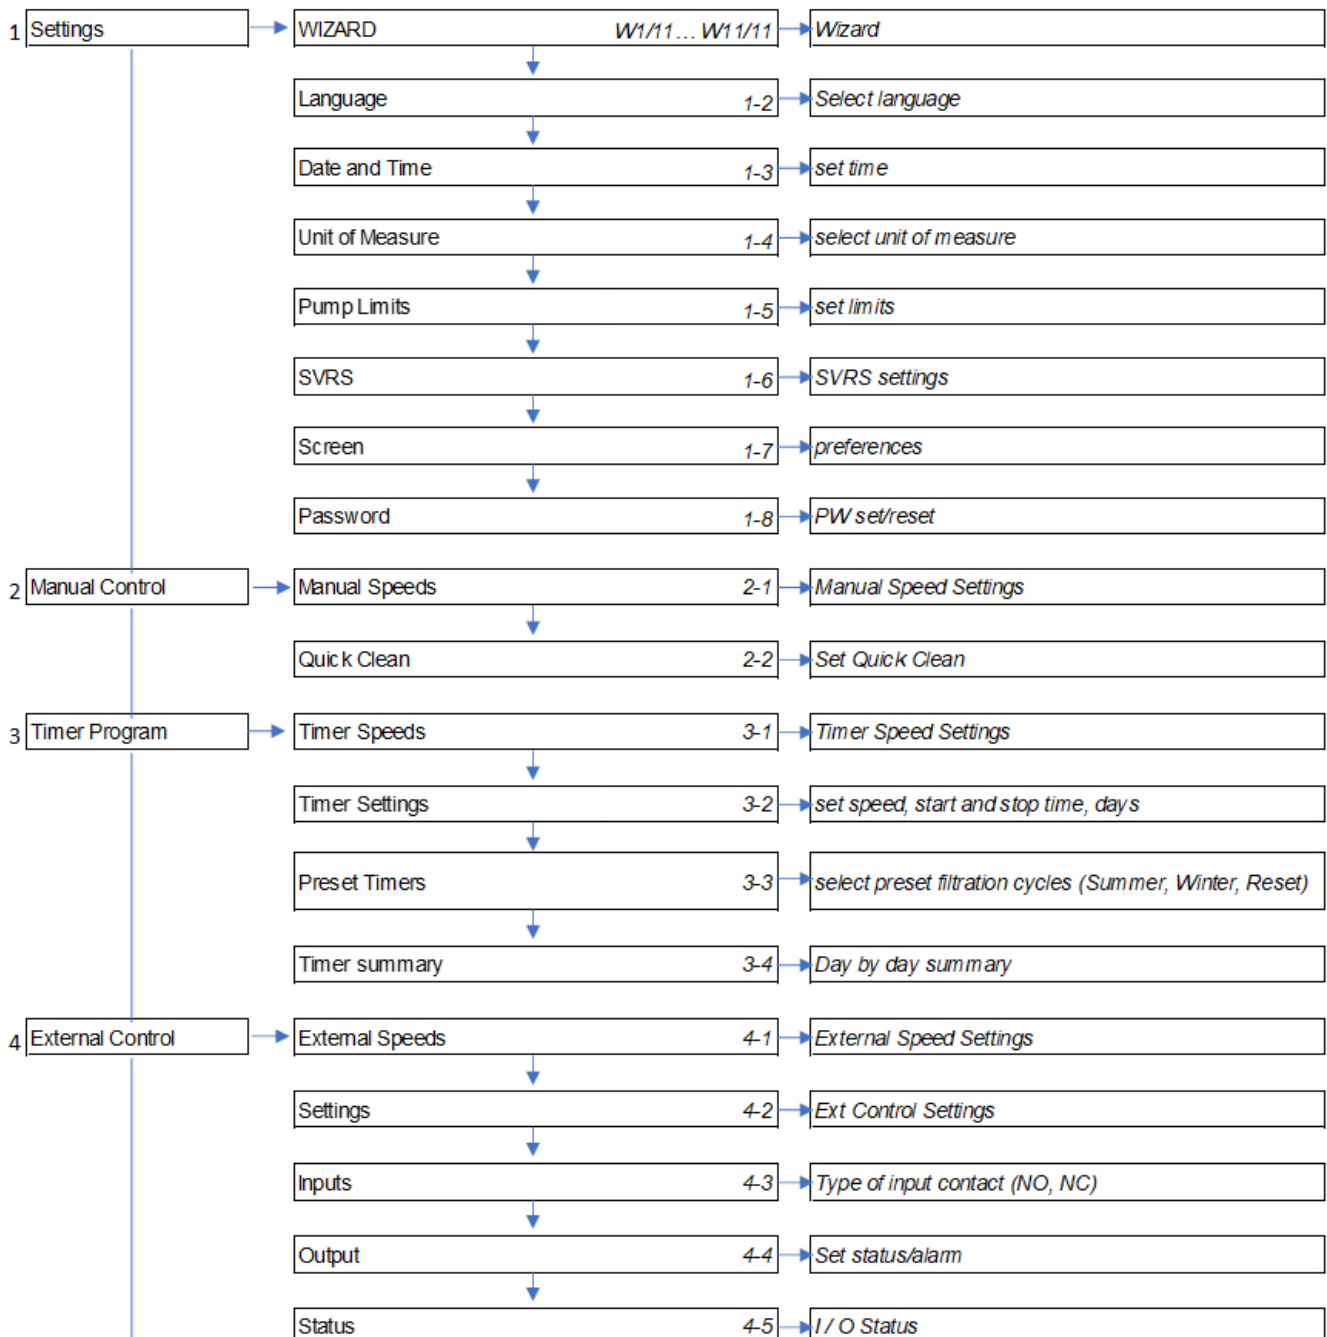 1 Settings WIZARD W1/11... W11/11 Wizard
Language 1-2 Select language
Date and Time 1-3 set time
Unit of Measure 1-4 select unit of measure
Pump Limits 1-5 set limits
SVRS 1-6 SVRS settings
Screen 1-7 preferences
Password 1-8 PW set/reset
2 Manual Control Manual Speeds 2-1 Manual Speed Settings
Quick Clean 2-2 Set Quick Clean
3 Timer Program Timer Speeds 3-1 Timer Speed Settings
Timer Settings 3-2 set speed, start and stop time, days
Preset Timers 3-3 select preset filtration cycles (Summer, Winter, Reset)
Timer summary 3-4 Day by day summary
4 External Control External Speeds 4-1 External Speed Settings
Settings 4-2 Ext Control Settings
Inputs 4-3 Type of input contact (NO, NC)
Output 4-4 Set status/alarm
Status 4-5 I / O Status